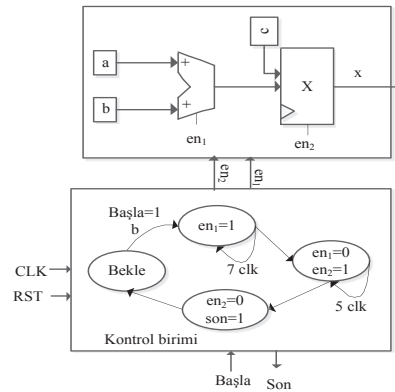 c
a
+
X
x
b
+
en₁
en₂
en₂
en₁
Başla=1
b
en₁=1
CLK
7 clk
en₁=0
en₂=1
Bekle
RST
en₂=0
son=1
5 clk
Kontrol birimi
Başla
Son